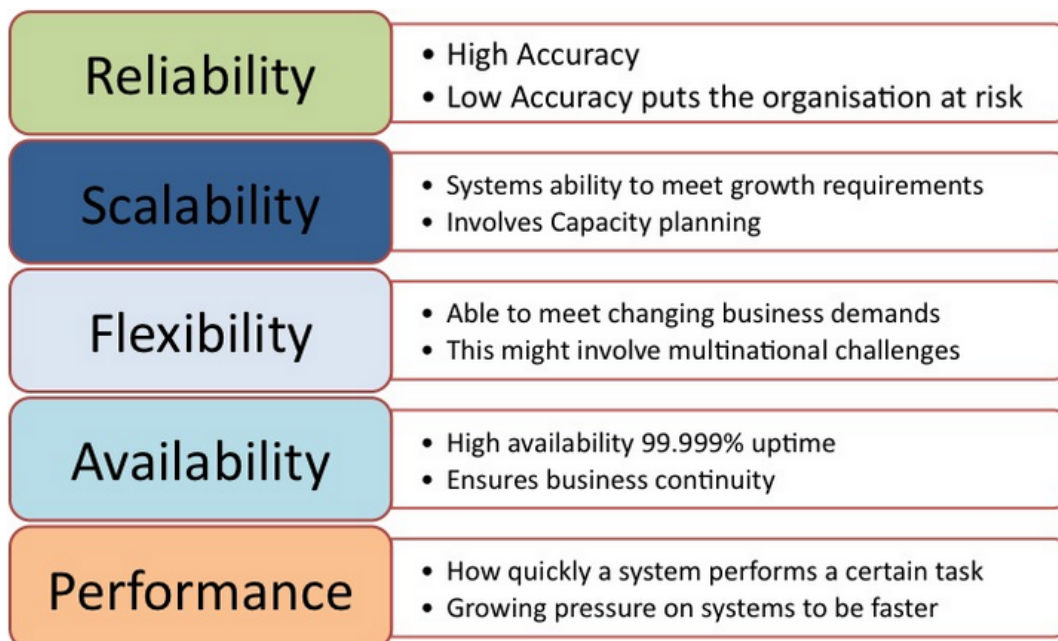 Reliability
• High Accuracy
• Low Accuracy puts the organisation at risk
Scalability
• Systems ability to meet growth requirements
• Involves Capacity planning
Flexibility
• Able to meet changing business demands
• This might involve multinational challenges
Availability
• High availability 99.999% uptime
• Ensures business continuity
Performance
• How quickly a system performs a certain task
• Growing pressure on systems to be faster